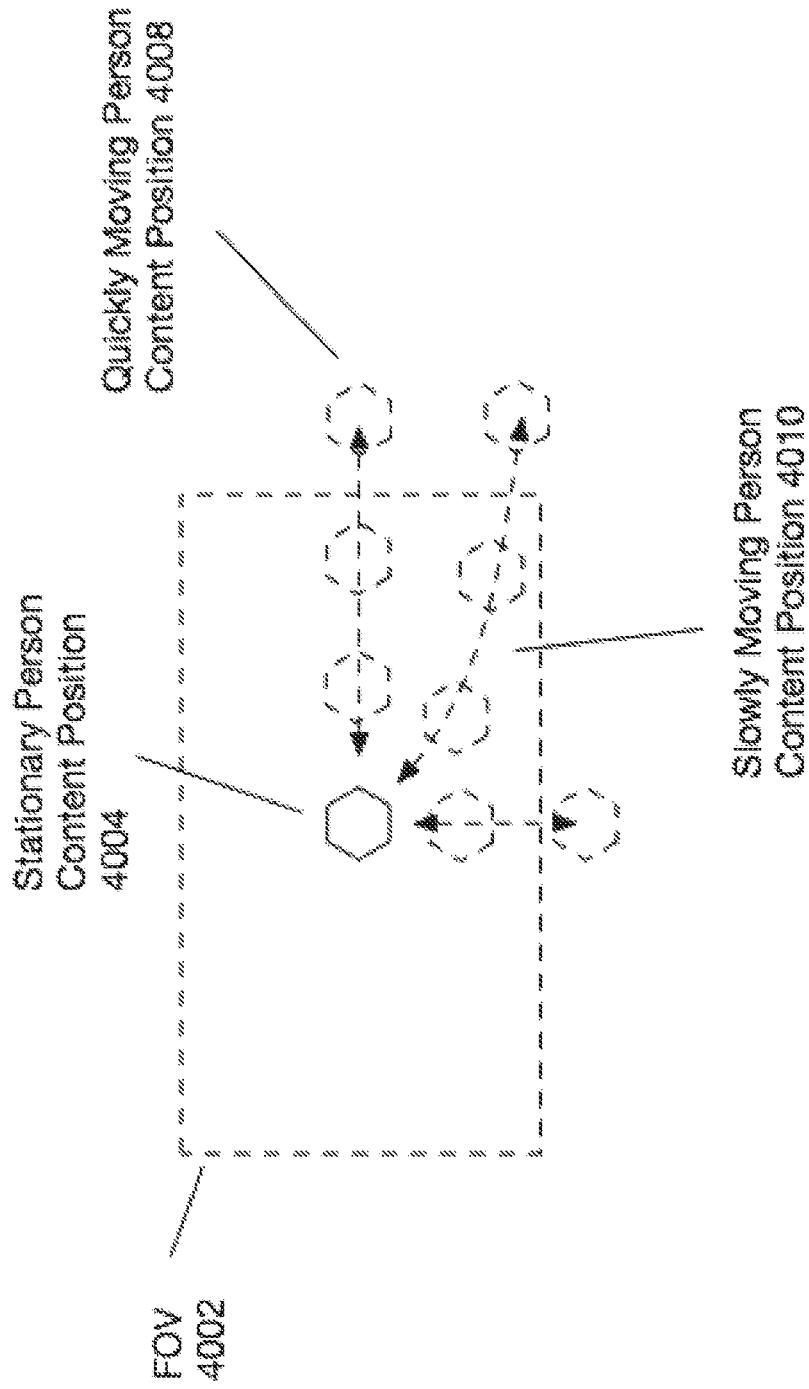 FOV
4002
Stationary Person
Content Position
4004
Quickly Moving Person
Content Position 4008
Slowly Moving Person
Content Position 4010